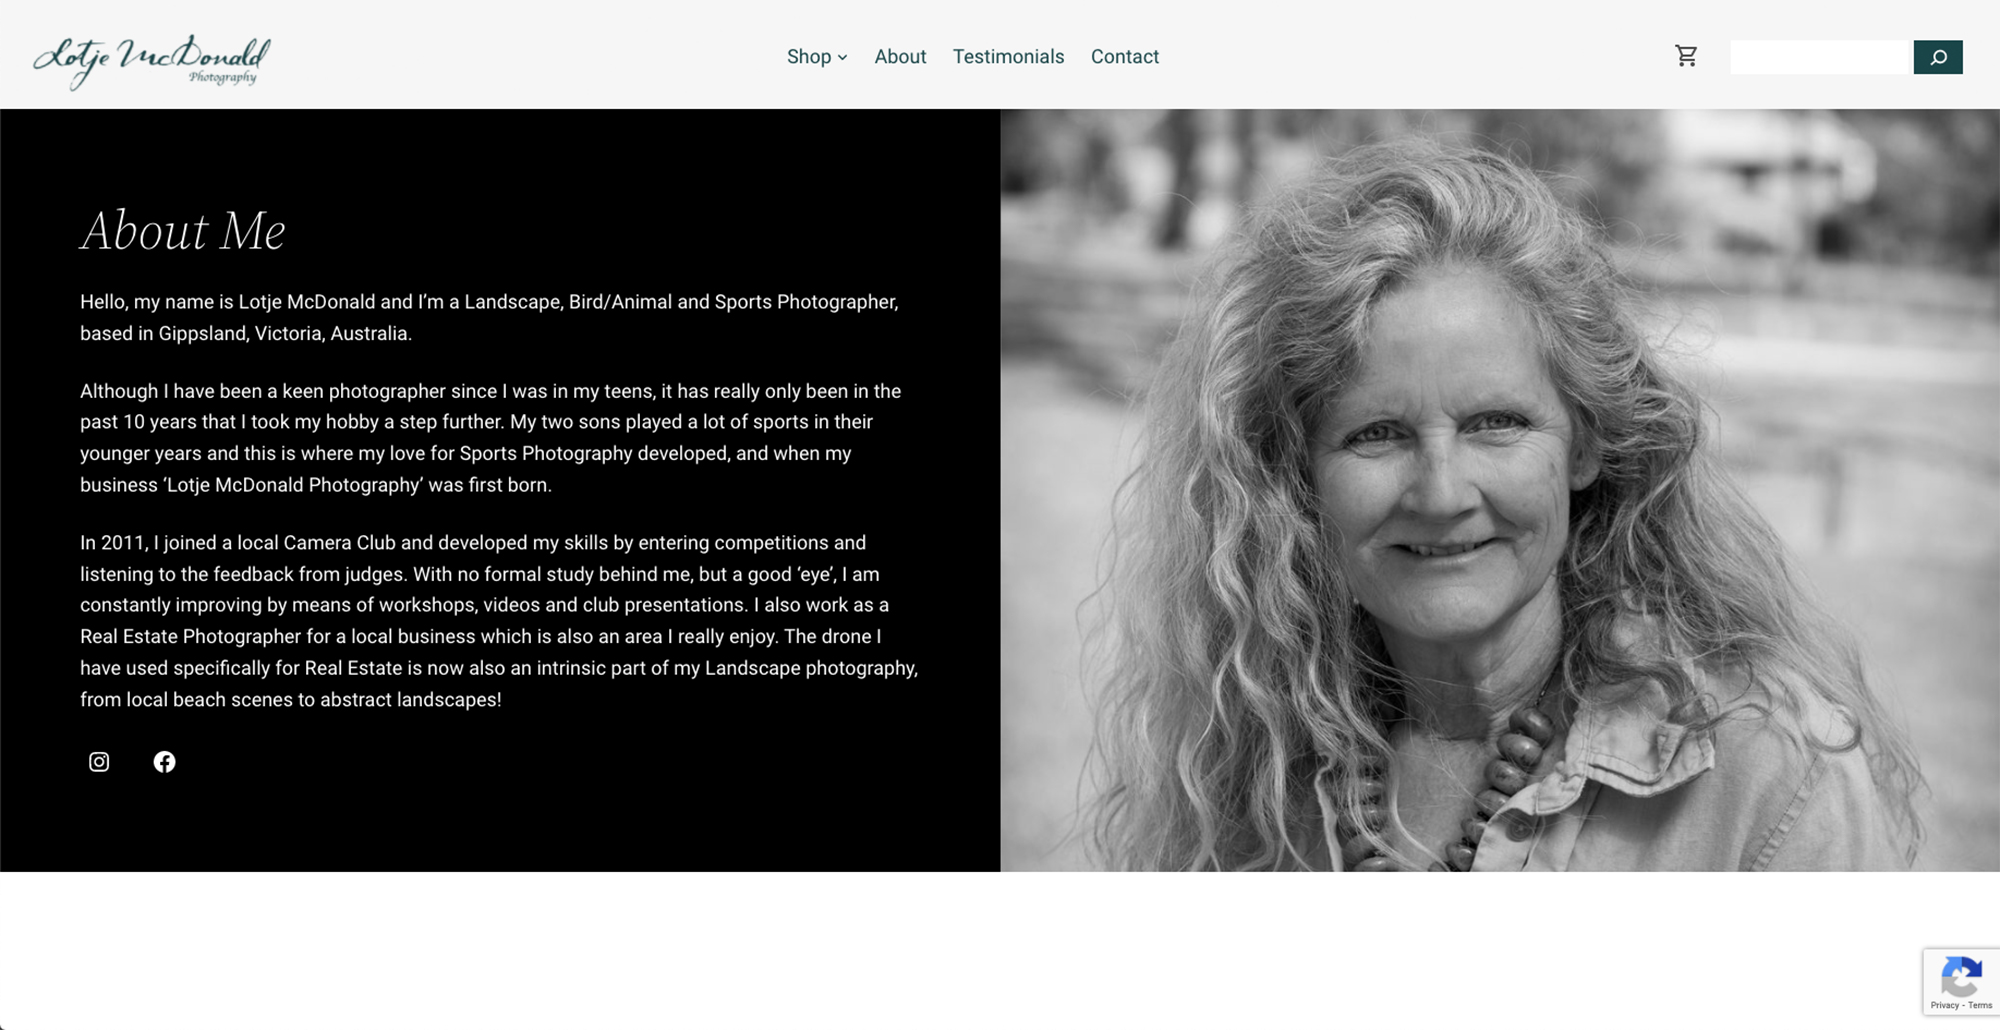 Lotje McDonald
Photography
Shop
About
Testimonials
Contact
About Me
Hello, my name is Lotje McDonald and I’m a Landscape, Bird/Animal and Sports Photographer,
based in Gippsland, Victoria, Australia.
Although I have been a keen photographer since I was in my teens, it has really only been in the
past 10 years that I took my hobby a step further. My two sons played a lot of sports in their
younger years and this is where my love for Sports Photography developed, and when my
business ‘Lotje McDonald Photography’ was first born.
In 2011, I joined a local Camera Club and developed my skills by entering competitions and
listening to the feedback from judges. With no formal study behind me, but a good ‘eye’, I am
constantly improving by means of workshops, videos and club presentations. I also work as a
Real Estate Photographer for a local business which is also an area I really enjoy. The drone I
have used specifically for Real Estate is now also an intrinsic part of my Landscape photography,
from local beach scenes to abstract landscapes!
Privacy - Terms